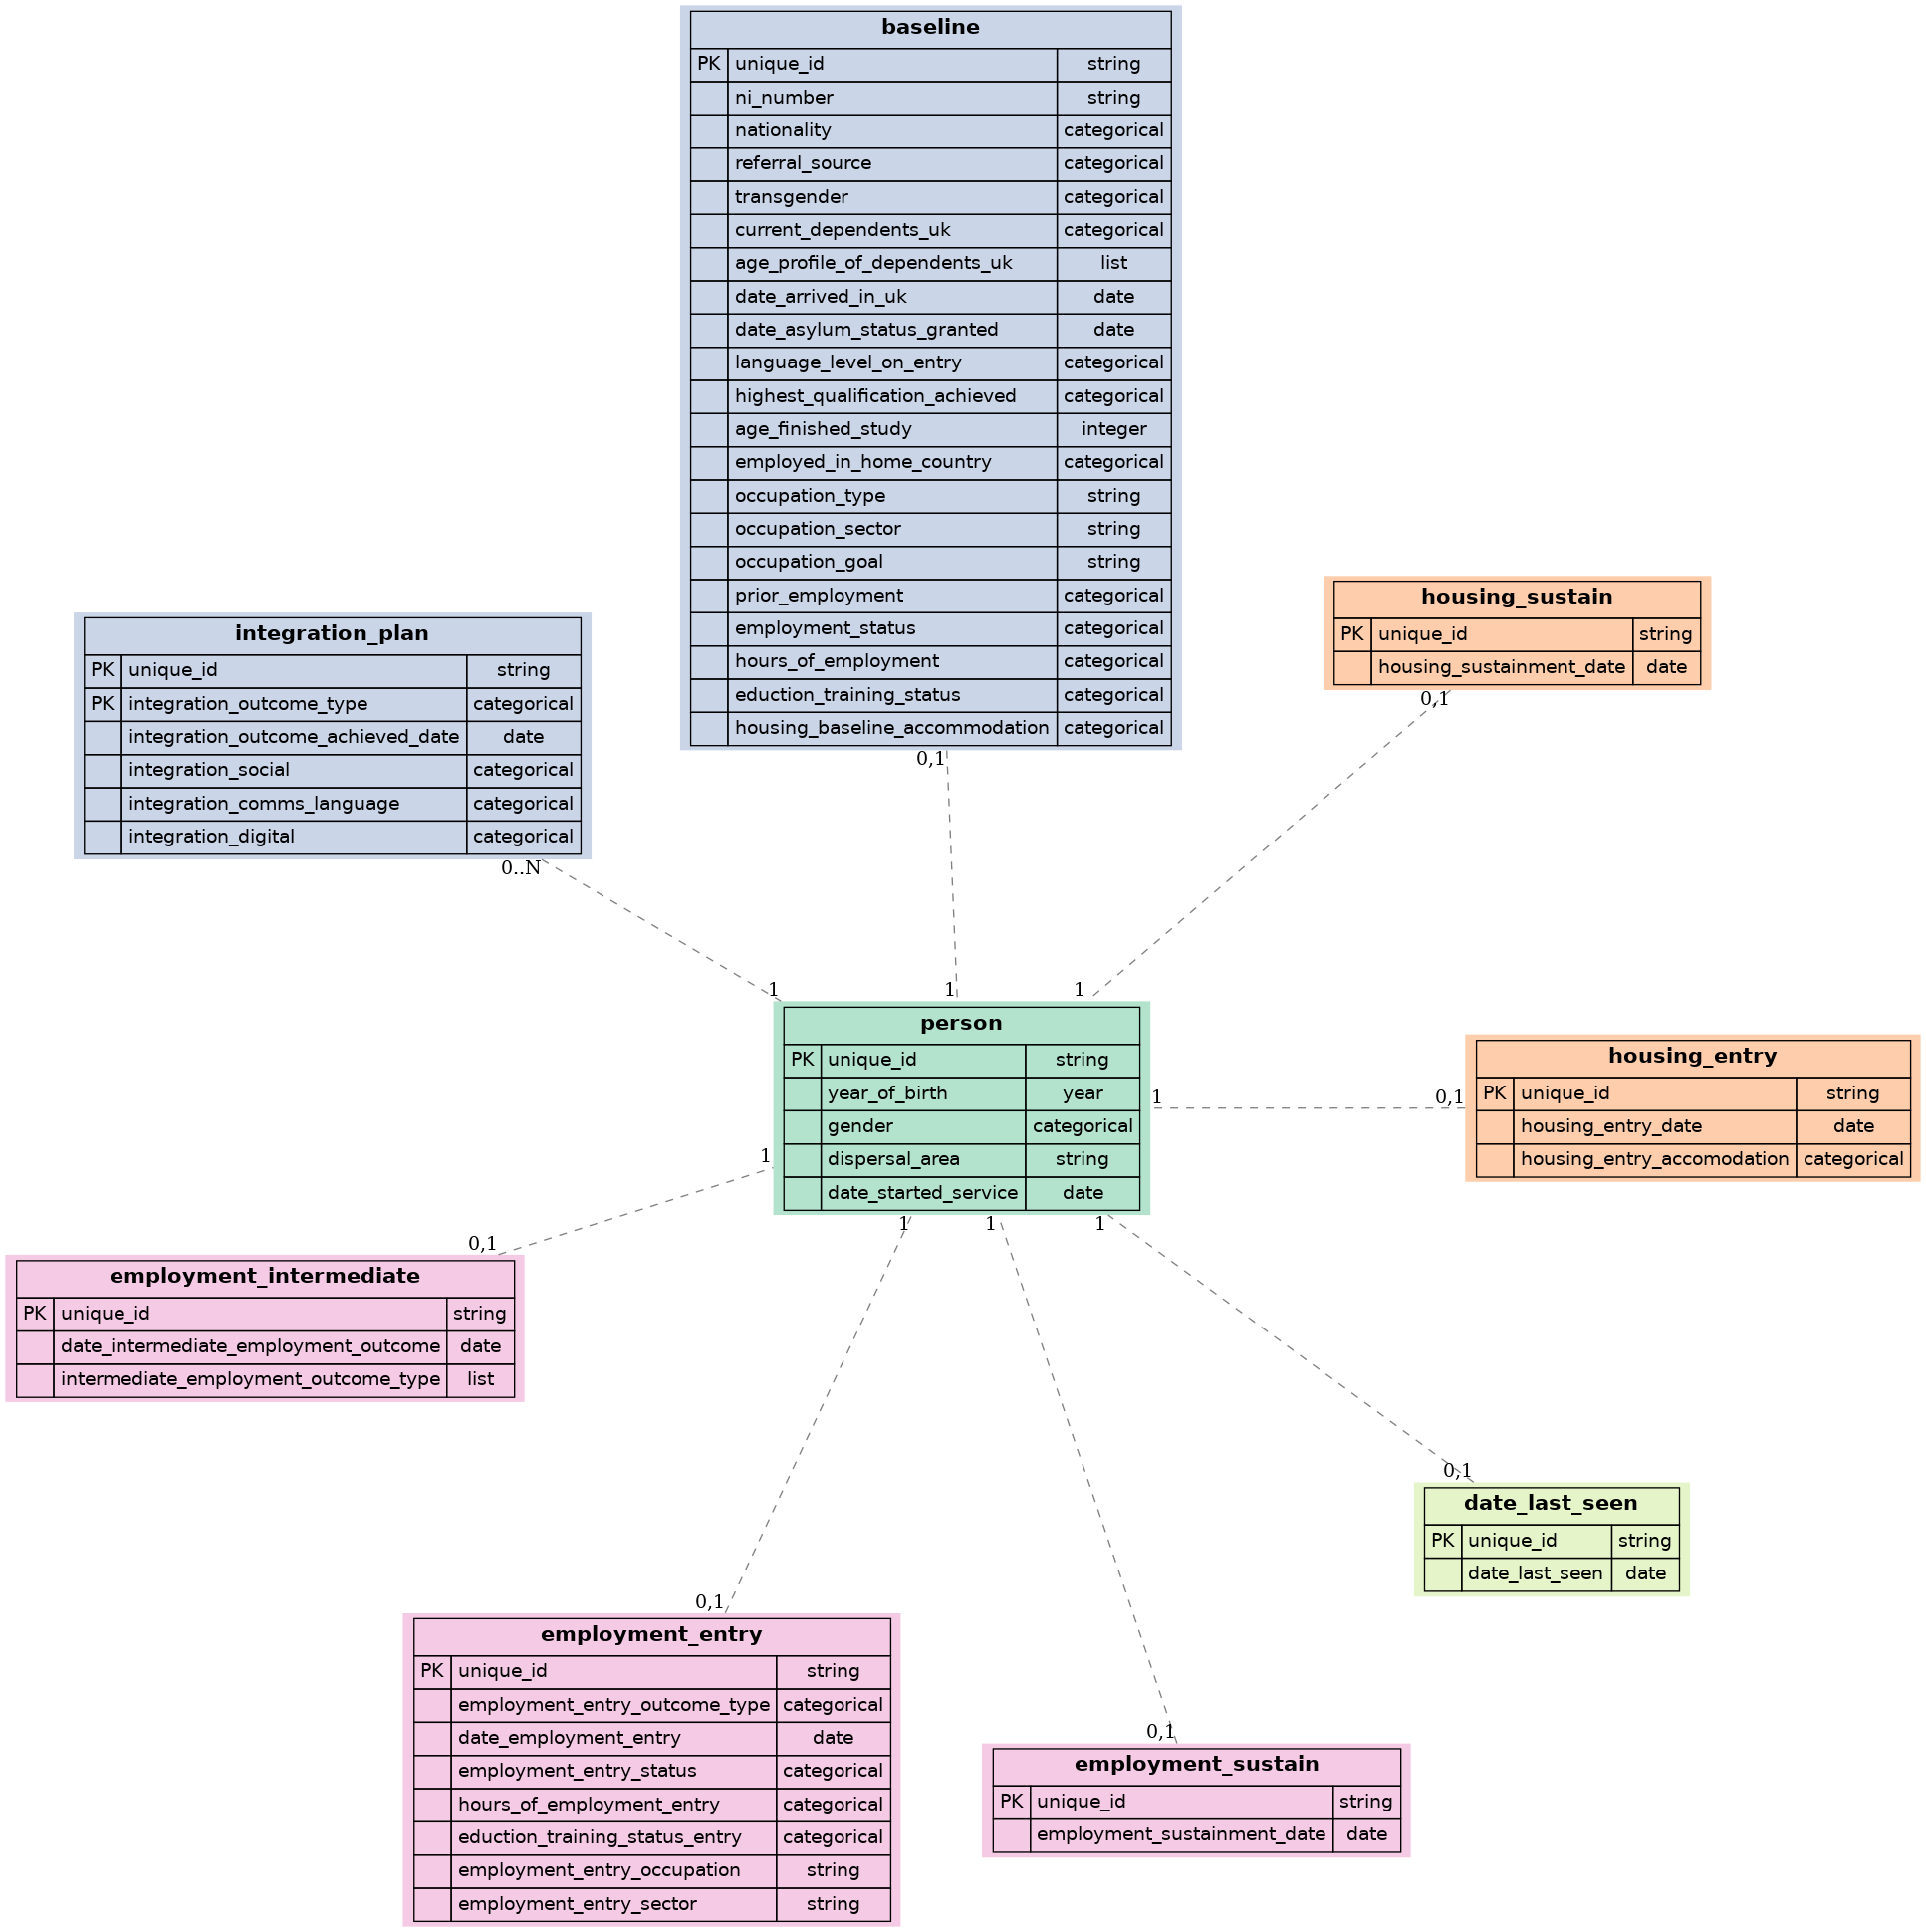 baseline
PK unique_id string
ni_number string
nationality categorical
referral_source categorical
transgender categorical
current_dependents_uk categorical
age_profile_of_dependents_uk list
date_arrived_in_uk date
date_asylum_status_granted date
language_level_on_entry categorical
highest_qualification_achieved categorical
age_finished_study integer
employed_in_home_country categorical
occupation_type string
occupation_sector string
occupation_goal string
prior_employment categorical
employment_status categorical
hours_of_employment categorical
eduction_training_status categorical
housing_baseline_accommodation categorical
0,1
1
housing_sustain
PK unique_id string
housing_sustainment_date date
0,1
1
integration_plan
PK unique_id string
PK integration_outcome_type categorical
integration_outcome_achieved_date date
integration_social categorical
integration_comms_language categorical
integration_digital categorical
0..N
1
person
PK unique_id string
year_of_birth year
gender categorical
dispersal_area string
date_started_service date
1
0,1
housing_entry
PK unique_id string
housing_entry_date date
housing_entry_accomodation categorical
1
0,1
employment_intermediate
PK unique_id string
date_intermediate_employment_outcome date
intermediate_employment_outcome_type list
1
0,1
date_last_seen
PK unique_id string
date_last_seen date
1
0,1
employment_entry
PK unique_id string
employment_entry_outcome_type categorical
date_employment_entry date
employment_entry_status categorical
hours_of_employment_entry categorical
eduction_training_status_entry categorical
employment_entry_occupation string
employment_entry_sector string
1
0,1
employment_sustain
PK unique_id string
employment_sustainment_date date